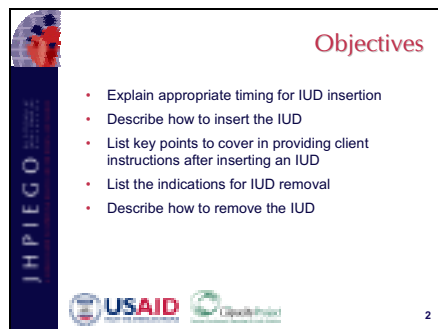 Objectives
• Explain appropriate timing for IUD insertion
• Describe how to insert the IUD
• List key points to cover in providing client
instructions after inserting an IUD
• List the indications for IUD removal
• Describe how to remove the IUD
JHPIEGO
USAID
CapacityProject
2